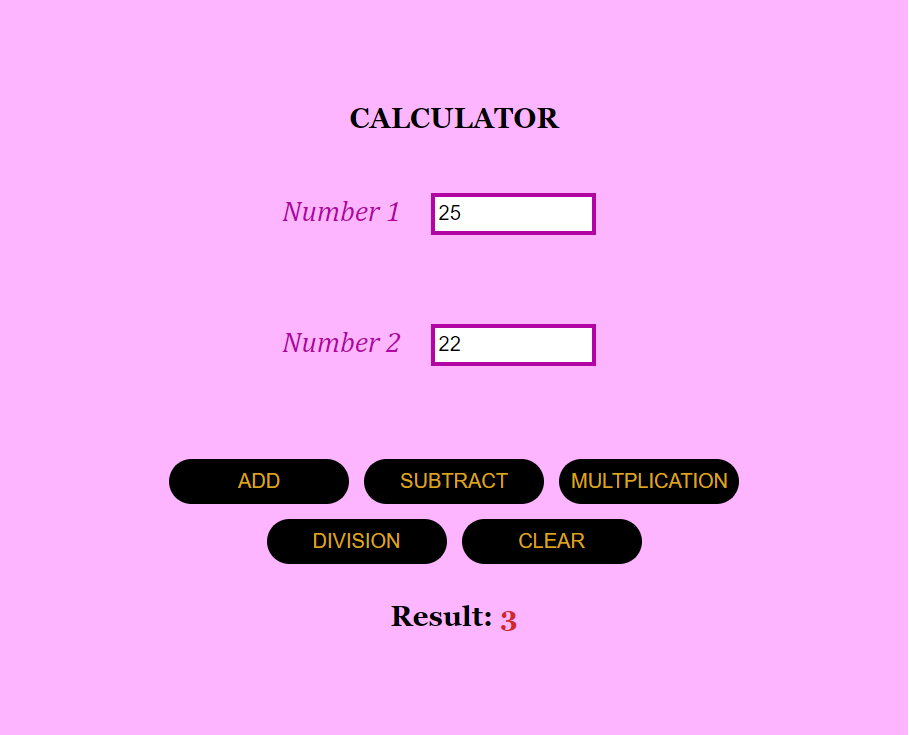 CALCULATOR
Number 1 25
Number 2 22
ADD SUBTRACT MULTPLICATION
DIVISION CLEAR
Result: 3